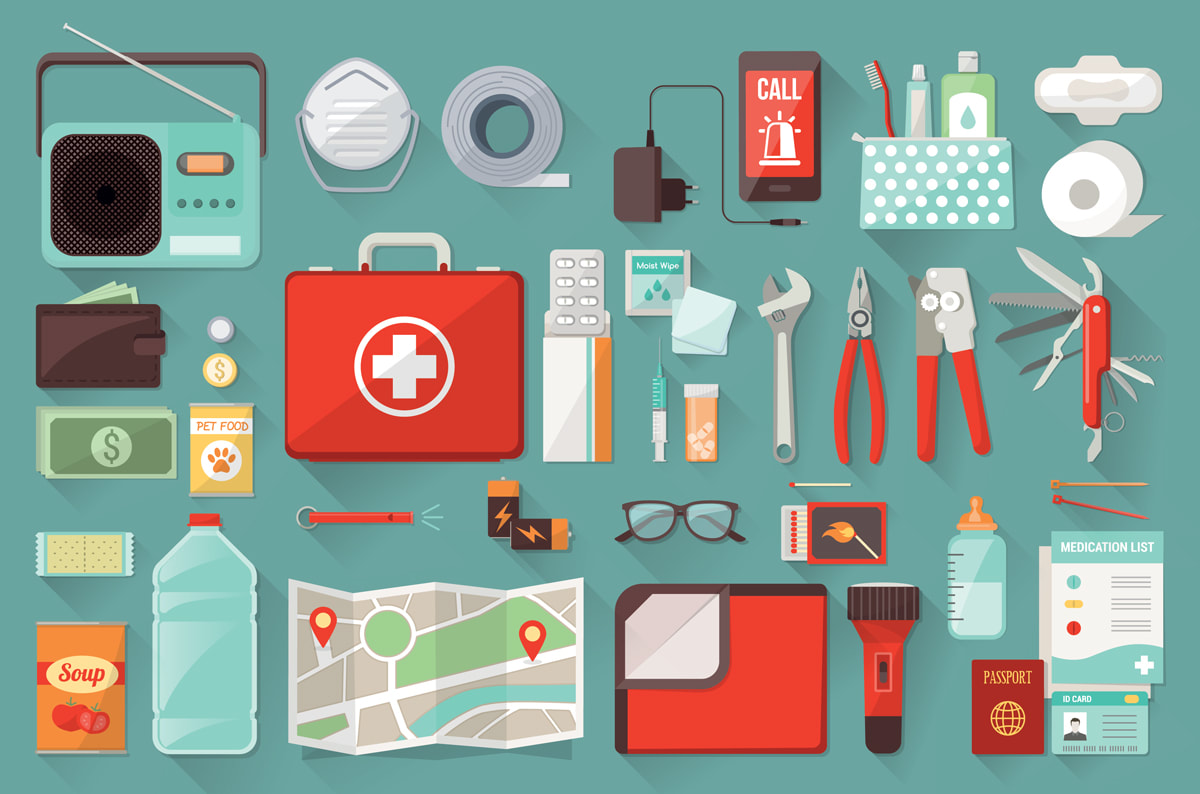 CALL
Moist Wipe
$
$
PET FOOD
MEDICATION LIST
Soup
PASSPORT
ID CARD